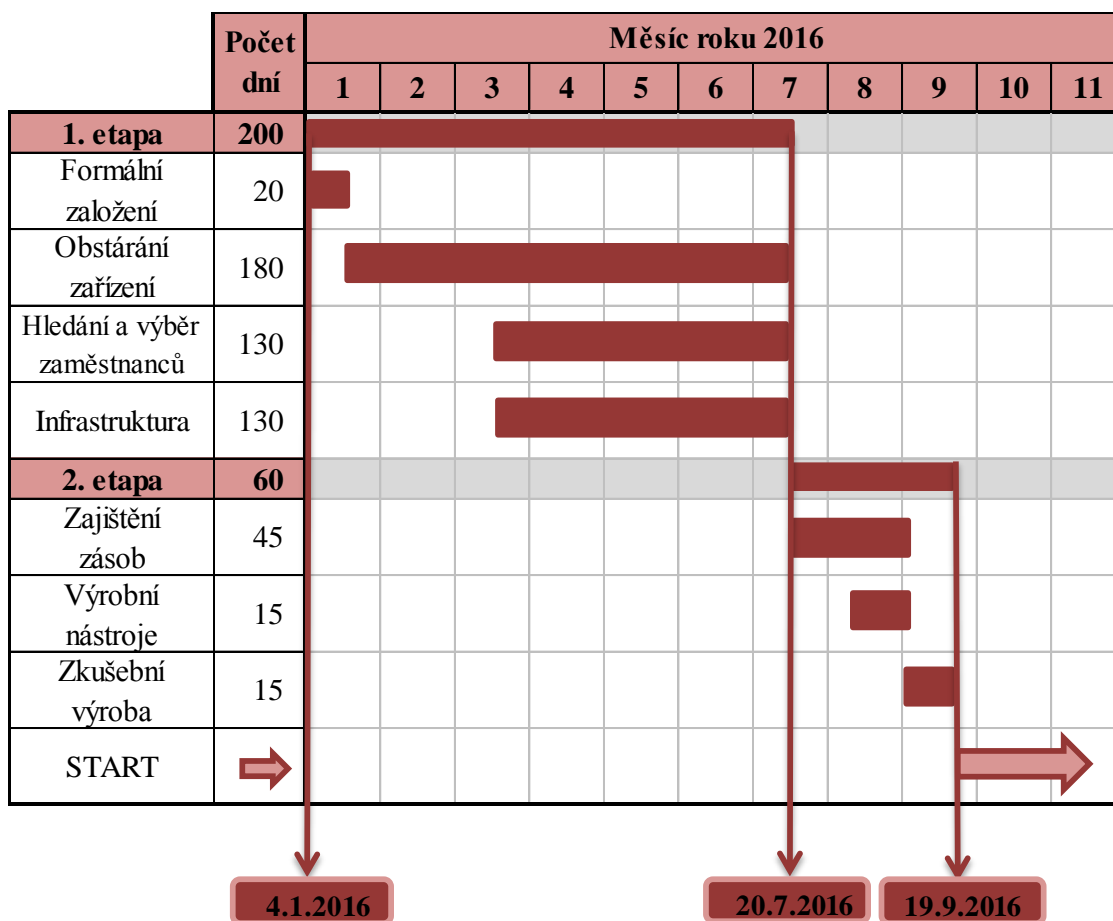 Počet dní
Měsíc roku 2016
1 2 3 4 5 6 7 8 9 10 11
1. etapa 200
Formální
založení
20
Obstárání
zařízení
180
Hledání a výběr
zaměstnanců
130
Infrastruktura 130
2. etapa 60
Zajištění
zásob
45
Výrobní
nástroje
15
Zkušební
výroba
15
START
4.1.2016 20.7.2016 19.9.2016